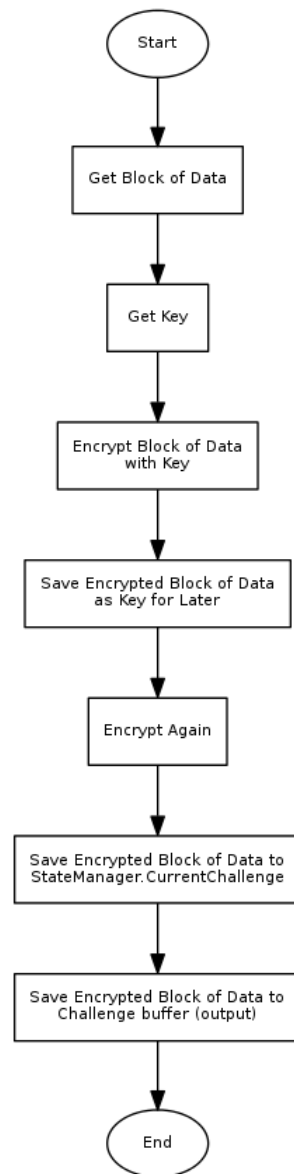 Start
Get Block of Data
Get Key
Encrypt Block of Data
with Key
Save Encrypted Block of Data
as Key for Later
Encrypt Again
Save Encrypted Block of Data to
StateManager.CurrentChallenge
Save Encrypted Block of Data to
Challenge buffer (output)
End